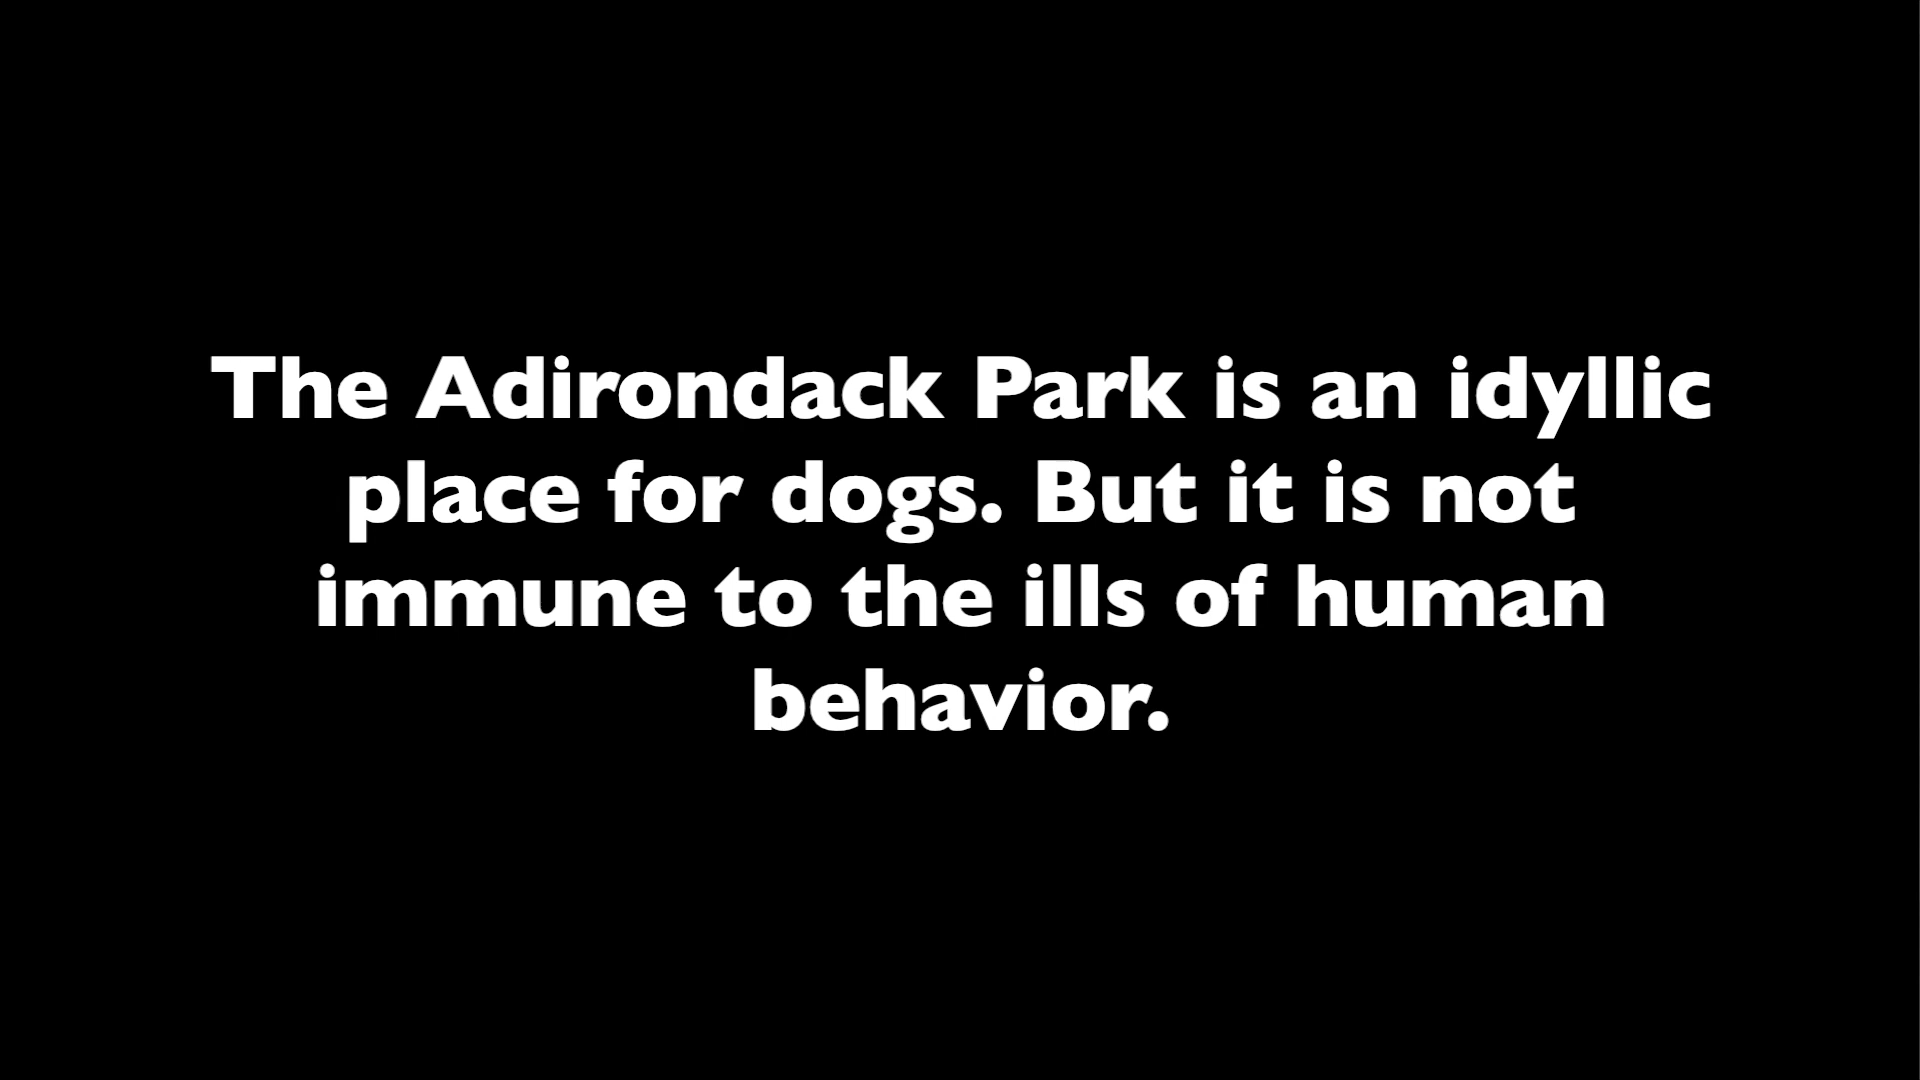 The Adirondack Park is an idyllic
place for dogs. But it is not
immune to the ills of human
behavior.